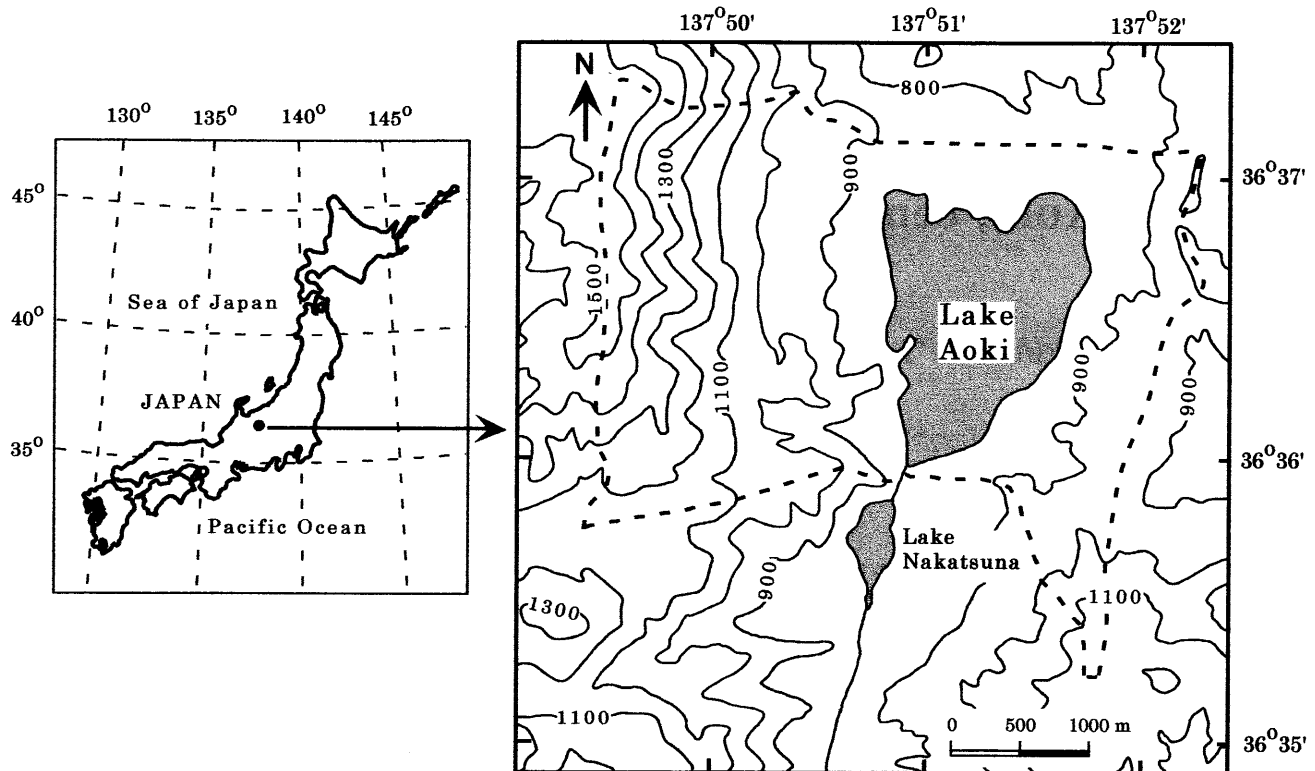 130° 135° 140° 145°
45°
40°
35°
Sea of Japan
JAPAN
Pacific Ocean
137°50' 137°51' 137°52'
N
800
1300
900
36°37'
1500
Lake
Aoki
1100
900
900
36°36'
Lake
Nakatsuna
900
1100
1300
1100
0 500 1000 m
36°35'